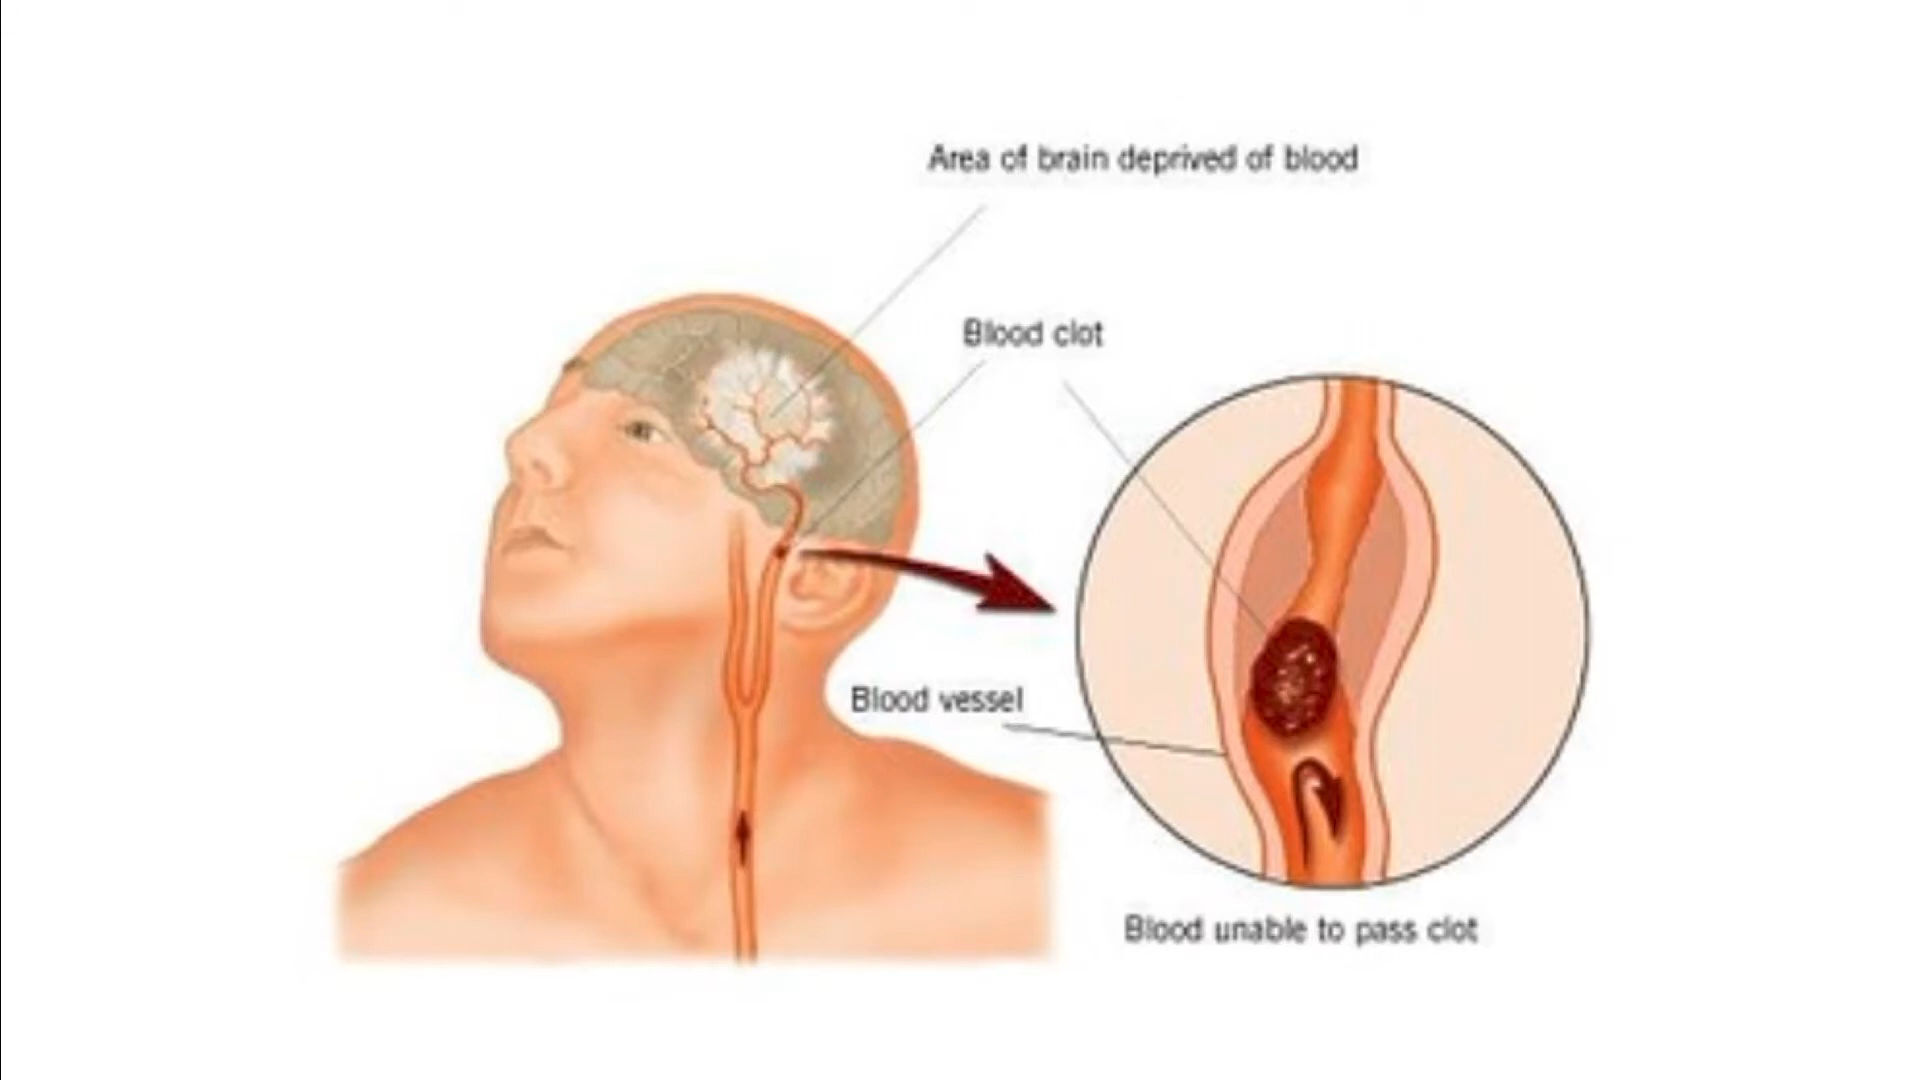 Area of brain deprived of blood
Blood clot
Blood vessel
Blood unable to pass clot